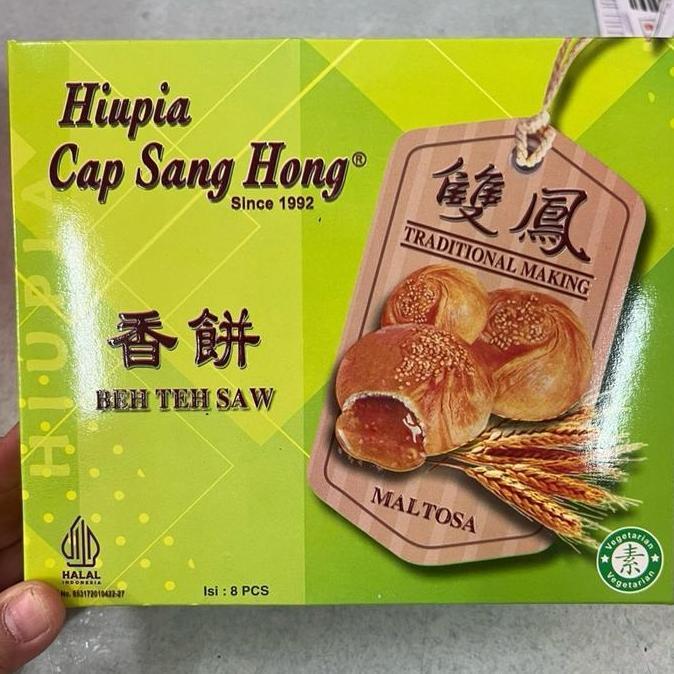 Hiupia
Cap Sang Hong®
Since 1992
雙鳳
TRADITIONAL MAKING
香餅
BEH TEH SAW
MALTOSA
HIUPIA
HALAL
INDONESIA
Isi : 8 PCS
Vegetarian
素
Vegetarian